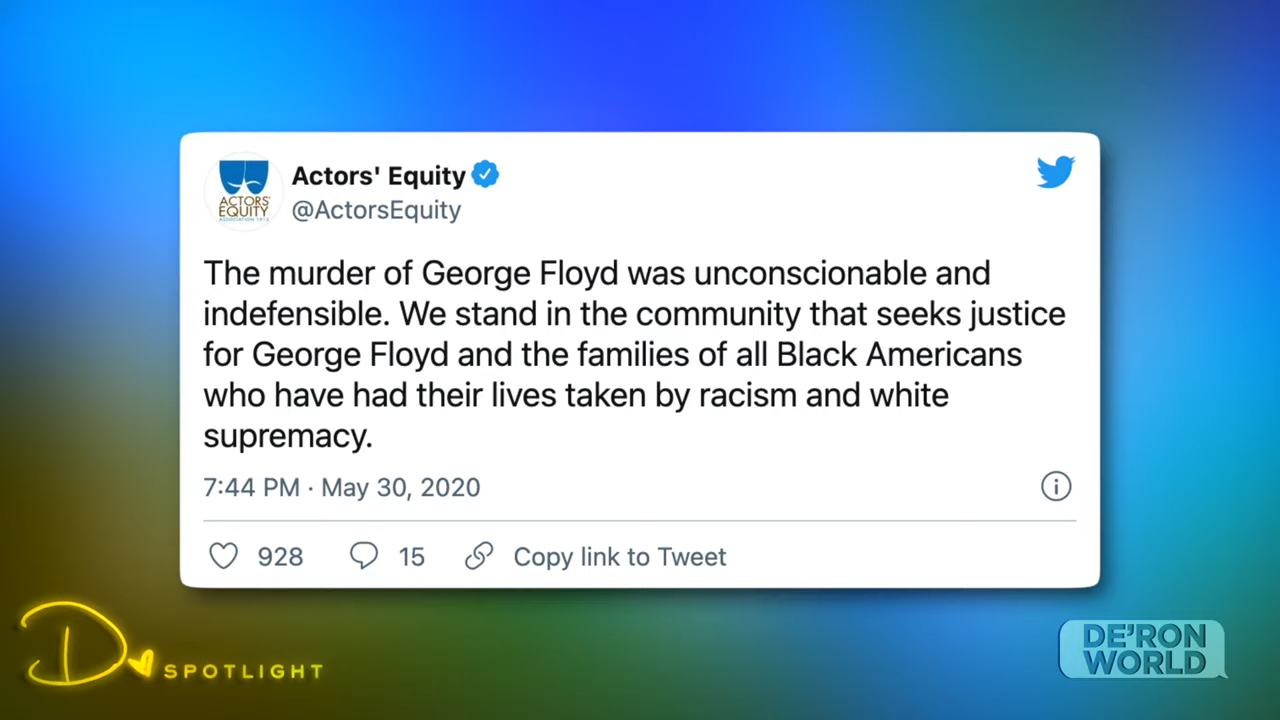 Actors' Equity
@ActorsEquity
ACTORS'
EQUITY
ASSOCIATION 1913
The murder of George Floyd was unconscionable and
indefensible. We stand in the community that seeks justice
for George Floyd and the families of all Black Americans
who have had their lives taken by racism and white
supremacy.
7:44 PM · May 30, 2020
928 15 Copy link to Tweet
D SPOTLIGHT
DE'RON
WORLD